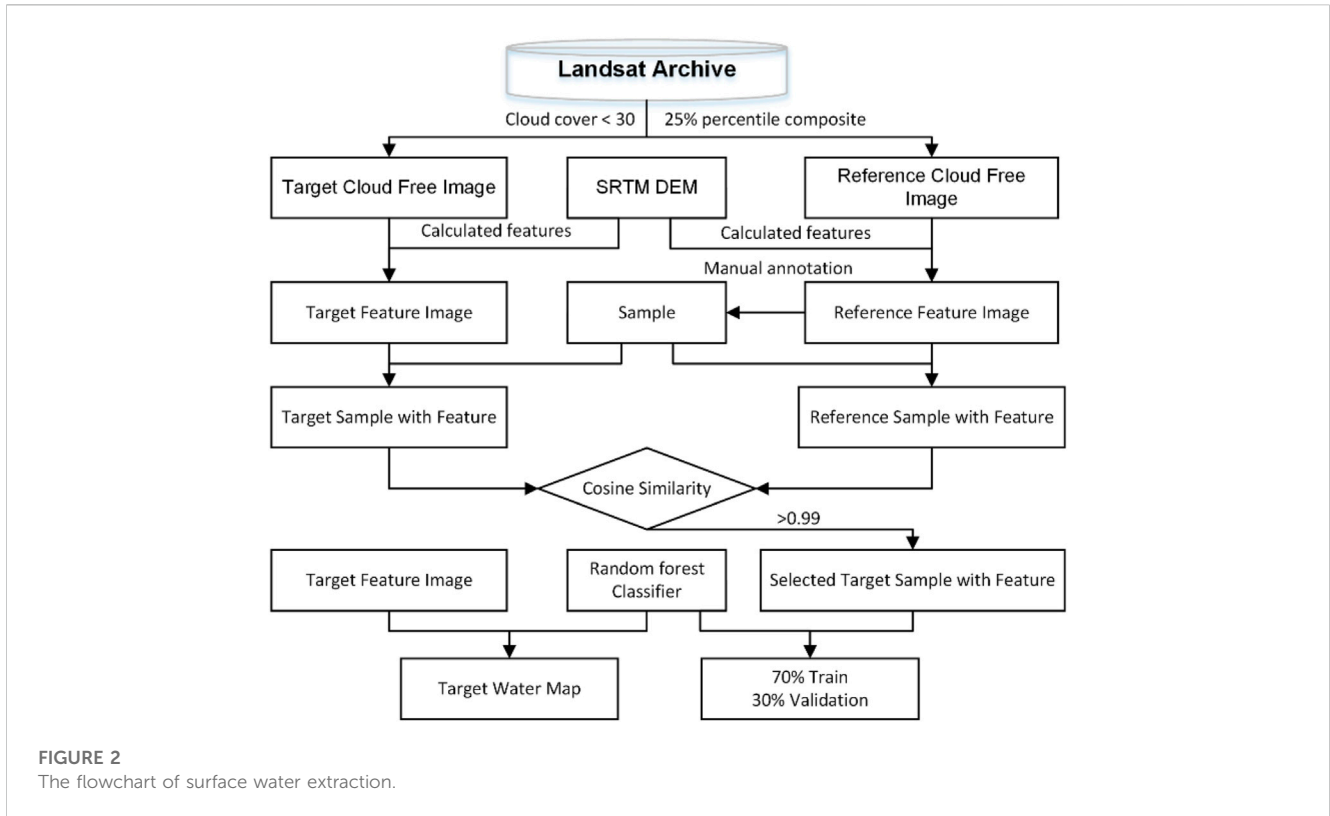 Landsat Archive
Cloud cover < 30
25% percentile composite
Target Cloud Free Image
SRTM DEM
Reference Cloud Free
Image
Calculated features
Calculated features
Manual annotation
Target Feature Image
Sample
Reference Feature Image
Target Sample with Feature
Reference Sample with Feature
Cosine Similarity
>0.99
Target Feature Image
Random forest
Classifier
Selected Target Sample with Feature
Target Water Map
70% Train
30% Validation
FIGURE 2
The flowchart of surface water extraction.